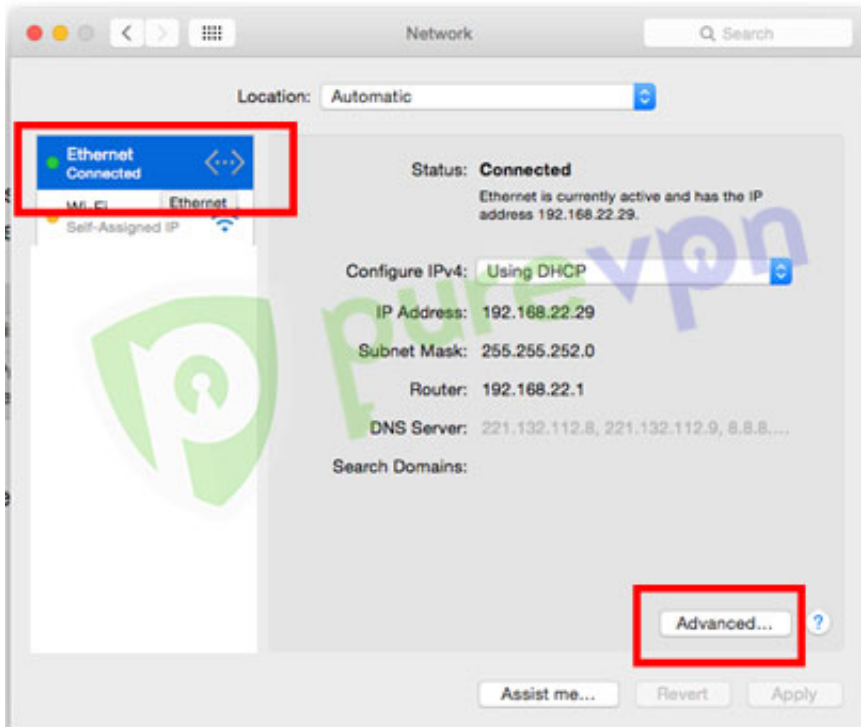 Network
Search
Location: Automatic
Ethernet
Connected
Wi-Fi
Ethernet
Self-Assigned IP
Status: Connected
Ethernet is currently active and has the IP
address 192.168.22.29.
Configure IPv4: Using DHCP
IP Address: 192.168.22.29
Subnet Mask: 255.255.252.0
Router: 192.168.22.1
DNS Server: 221.132.112.8, 221.132.112.9, 8.8.8....
Search Domains:
purevpn
Advanced...
?
Assist me...
Revert
Apply